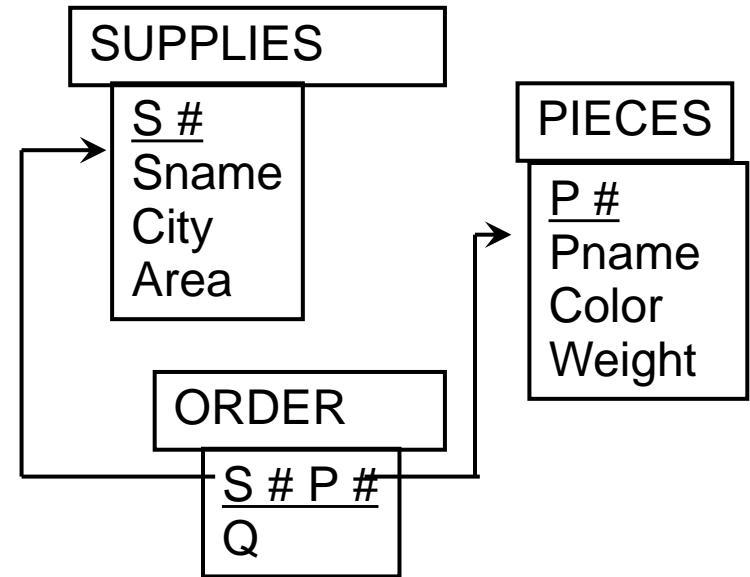 SUPPLIES
S #
Sname
City
Area
PIECES
P #
Pname
Color
Weight
ORDER
S # P #
Q